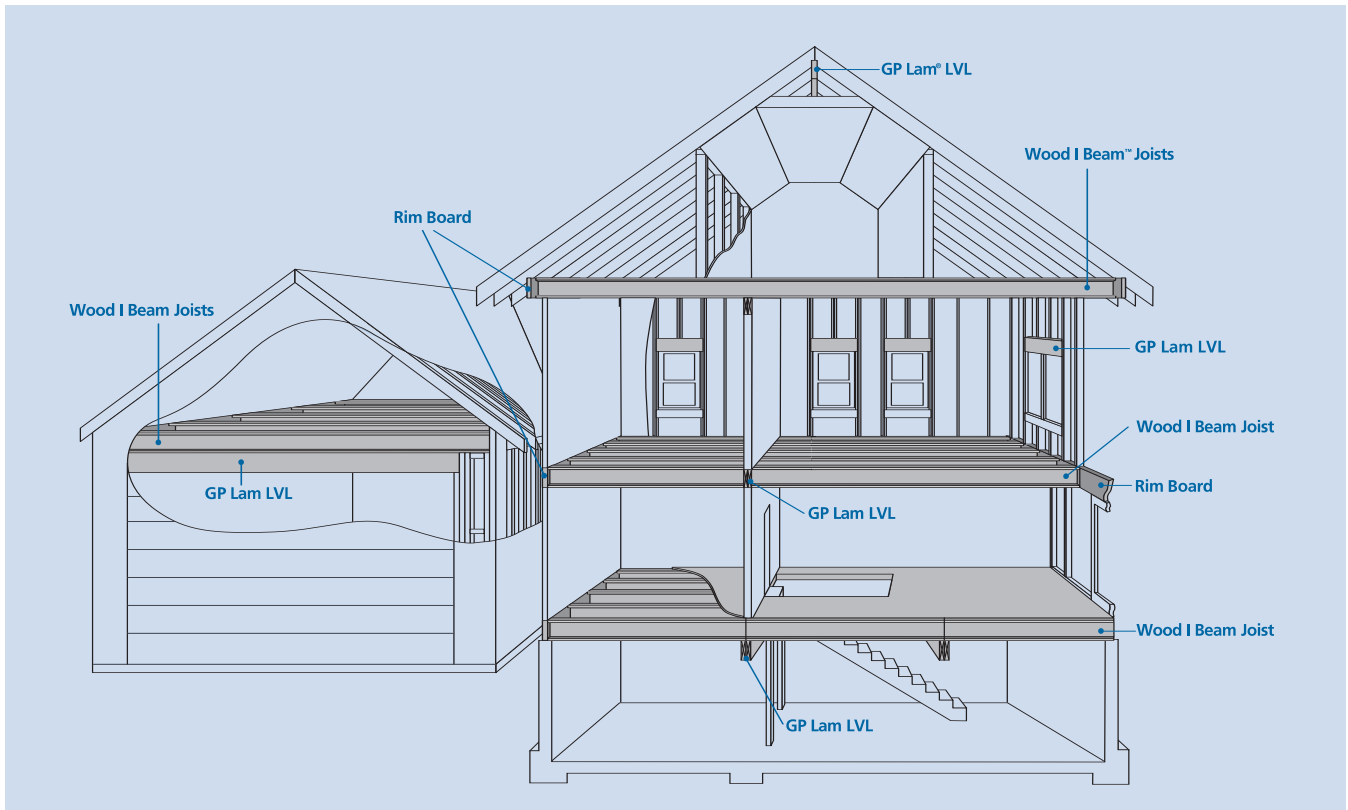 GP Lam® LVL
Wood I Beam™ Joists
Rim Board
Wood I Beam Joists
GP Lam LVL
Wood I Beam Joist
GP Lam LVL
Rim Board
GP Lam LVL
Wood I Beam Joist
GP Lam LVL